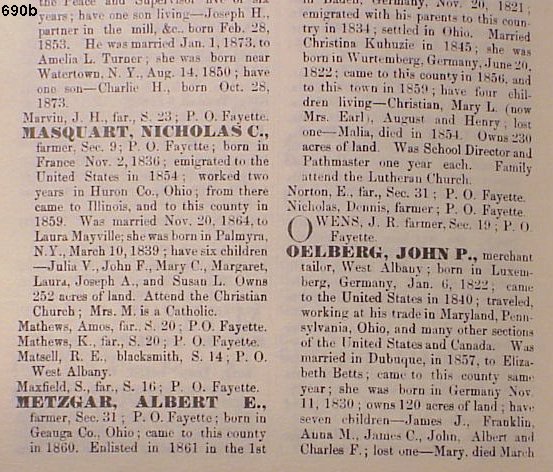 690b
the Peace and Supervisor five or six
years; have one son living—Joseph H.,
partner in the mill, &c., born Feb. 28,
1853. He was married Jan. 1, 1873, to
Amelia L. Turner; she was born near
Watertown, N. Y., Aug. 14, 1850; have
one son—Charlie H., born Oct. 28,
1873.
Marvin, J. H., far., S. 23; P. O. Fayette.
MASQUART, NICHOLAS C.,
farmer, Sec. 9; P. O. Fayette; born in
France Nov. 2, 1836; emigrated to the
United States in 1854; worked two
years in Huron Co., Ohio; from there
came to Illinois, and to this county in
1859. Was married Nov. 20, 1864, to
Laura Mayville; she was born in Palmyra,
N. Y., March 10, 1839; have six children
—Julia V., John F., Mary C., Margaret,
Laura, Joseph A., and Susan L. Owns
252 acres of land. Attend the Christian
Church; Mrs. M. is a Catholic.
Mathews, Amos, far., S. 20; P. O. Fayette.
Mathews, K., far., S. 20; P. O. Fayette.
Matsell, R. E., blacksmith, S. 14; P. O.
West Albany.
Maxfield, S., far., S. 16; P. O. Fayette.
METZGAR, ALBERT E.,
farmer, Sec. 31; P. O. Fayette; born in
Geauga Co., Ohio; came to this county
in 1860. Enlisted in 1861 in the 1st
in Baden, Germany, Nov. 20, 1821;
emigrated with his parents to this coun-
try in 1834; settled in Ohio. Married
Christina Kuhuzie in 1845; she was
born in Wurtemberg, Germany, June 20,
1822; came to this county in 1856, and
to this town in 1859; have four chil-
dren living—Christian, Mary L. (now
Mrs. Earl), August and Henry; lost
one—Malia, died in 1854. Owns 230
acres of land. Was School Director and
Pathmaster one year each. Family
attend the Lutheran Church.
Norton, E., far., Sec. 31; P. O. Fayette.
Nicholas, Dennis, farmer; P. O. Fayette.
OWENS, J. R. farmer, Sec. 19; P. O.
Fayette.
OELBERG, JOHN P., merchant
tailor, West Albany; born in Luxem-
berg, Germany, Jan. 6, 1822; came
to the United States in 1840; traveled,
working at his trade in Maryland, Penn-
sylvania, Ohio, and many other sections
of the United States and Canada. Was
married in Dubuque, in 1857, to Eliza-
beth Betts; came to this county same
year; she was born in Germany Nov.
11, 1830; owns 120 acres of land; have
seven children—James J., Franklin,
Anna M., James C., John, Albert and
Charles F.; lost one—Mary, died March